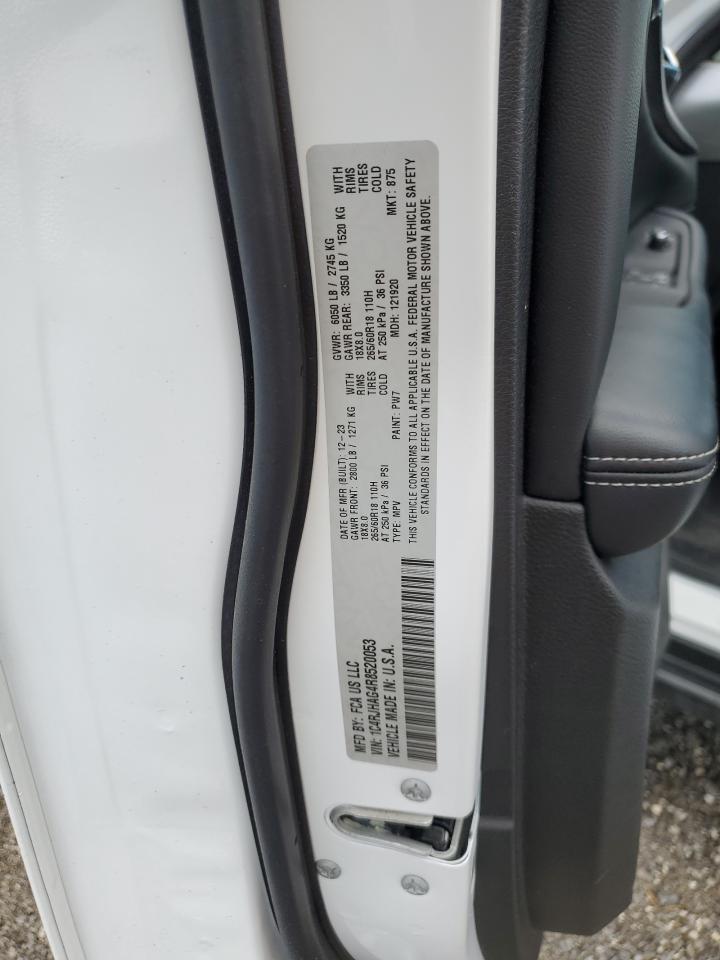 MFD BY: FCA US LLC
VIN: 1C4RJHAG4R8520053
VEHICLE MADE IN: U.S.A.
DATE OF MFR (BUILT): 12-23
GAWR FRONT: 2800 LB / 1271 KG WITH
18X8.0 RIMS
265/60R18 110H TIRES
AT 250 kPa / 36 PSI COLD
TYPE: MPV PAINT: PW7
GVWR: 6050 LB / 2745 KG
GAWR REAR: 3350 LB / 1520 KG WITH
18X8.0 RIMS
265/60R18 110H TIRES
AT 250 kPa / 36 PSI COLD
MDH: 121920 MKT: 875
THIS VEHICLE CONFORMS TO ALL APPLICABLE U.S.A. FEDERAL MOTOR VEHICLE SAFETY
STANDARDS IN EFFECT ON THE DATE OF MANUFACTURE SHOWN ABOVE.